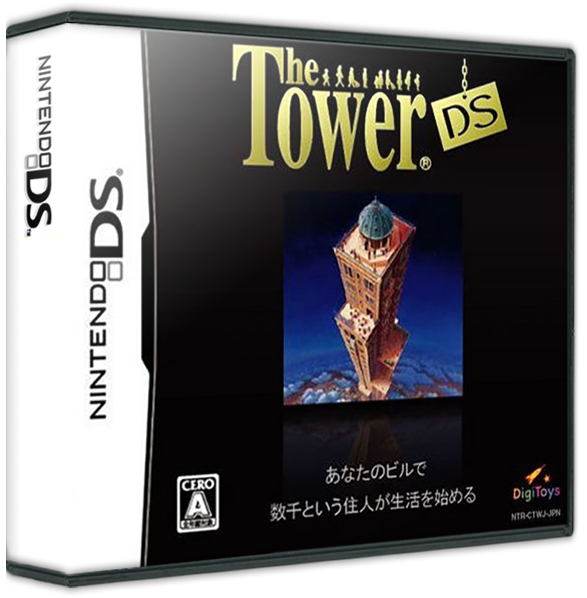 The
Tower®
DS
NINTENDO DS™
NINTENDO DS®
あなたのビルで
数千という住人が生活を始める
CERO
A
DigiToys
NTR-CTWJ-JPN